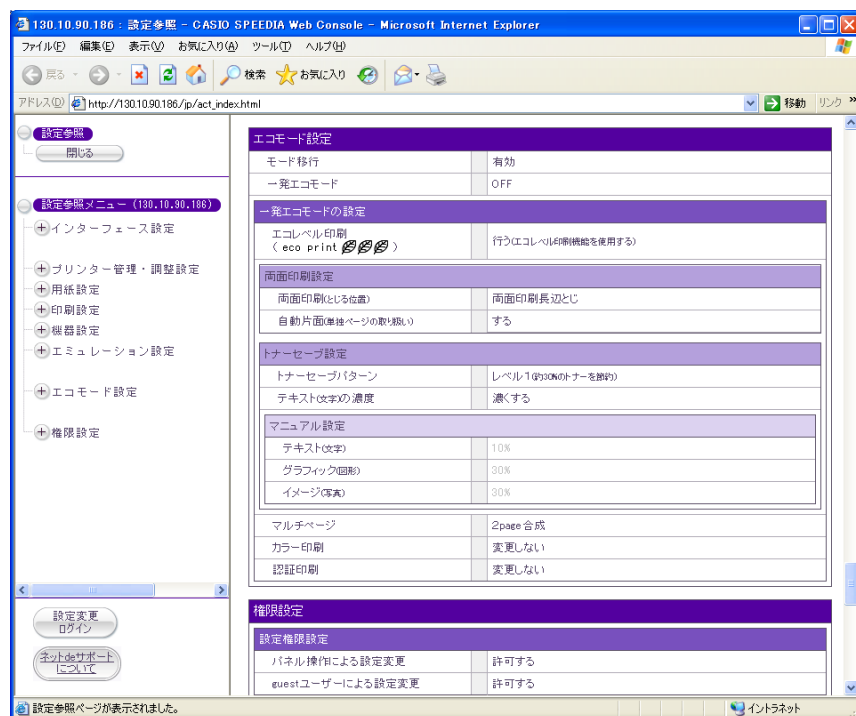 130.10.90.186 : 設定参照 - CASIO SPEEDIA Web Console - Microsoft Internet Explorer
ファイル(F) 編集(E) 表示(V) お気に入り(A) ツール(T) ヘルプ(H)
戻る 検索 お気に入り
アドレス(D) http://130.10.90.186/jp/act_index.html 移動 リンク »
設定参照
閉じる
設定参照メニュー (130.10.90.186)
インターフェース設定
プリンター管理・調整設定
用紙設定
印刷設定
機器設定
エミュレーション設定
エコモード設定
権限設定
設定変更
ログイン
ネットdeサポート
について
エコモード設定
モード移行 有効
一発エコモード OFF
一発エコモードの設定
エコレベル印刷
( eco print ) 行う(エコレベル印刷機能を使用する)
両面印刷設定
両面印刷(とじる位置) 両面印刷長辺とじ
自動片面(単独ページの取り扱い) する
トナーセーブ設定
トナーセーブパターン レベル1(約30%のトナーを節約)
テキスト(文字)の濃度 濃くする
マニュアル設定
テキスト(文字) 10%
グラフィック(図形) 30%
イメージ(写真) 30%
マルチページ 2page合成
カラー印刷 変更しない
認証印刷 変更しない
権限設定
設定権限設定
パネル操作による設定変更 許可する
guestユーザーによる設定変更 許可する
設定参照ページが表示されました。 イントラネット